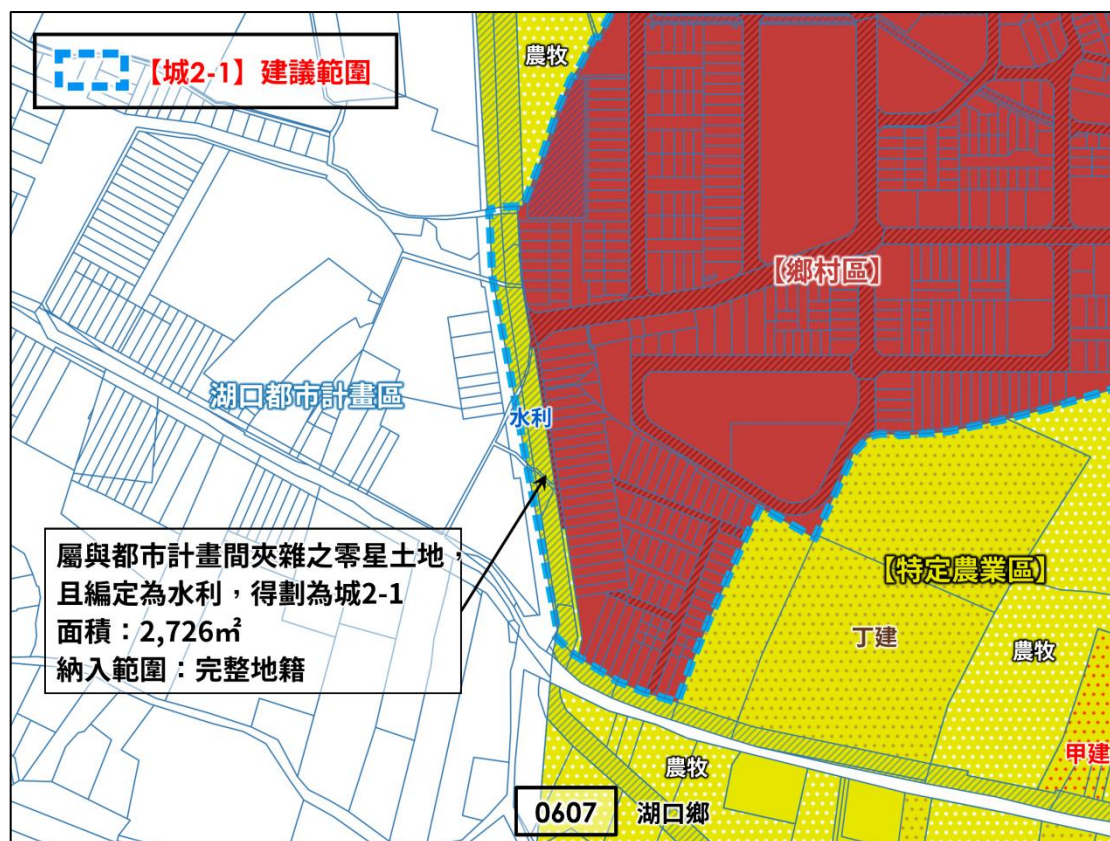 【城2-1】建議範圍
農牧
【鄉村區】
湖口都市計畫區
水利
屬與都市計畫間夾雜之零星土地，
且編定為水利，得劃為城2-1
面積：2,726㎡
納入範圍：完整地籍
【特定農業區】
丁建
農牧
甲建
農牧
0607 湖口鄉